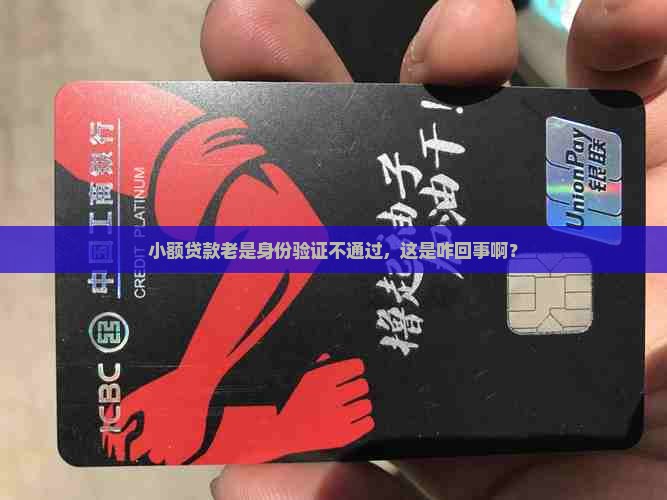 小额贷款老是身份验证不通过，这是咋回事啊？
中国工商银行
CREDIT PLATINUM
ICBC
撸起袖子
加油干！
UnionPay
银联